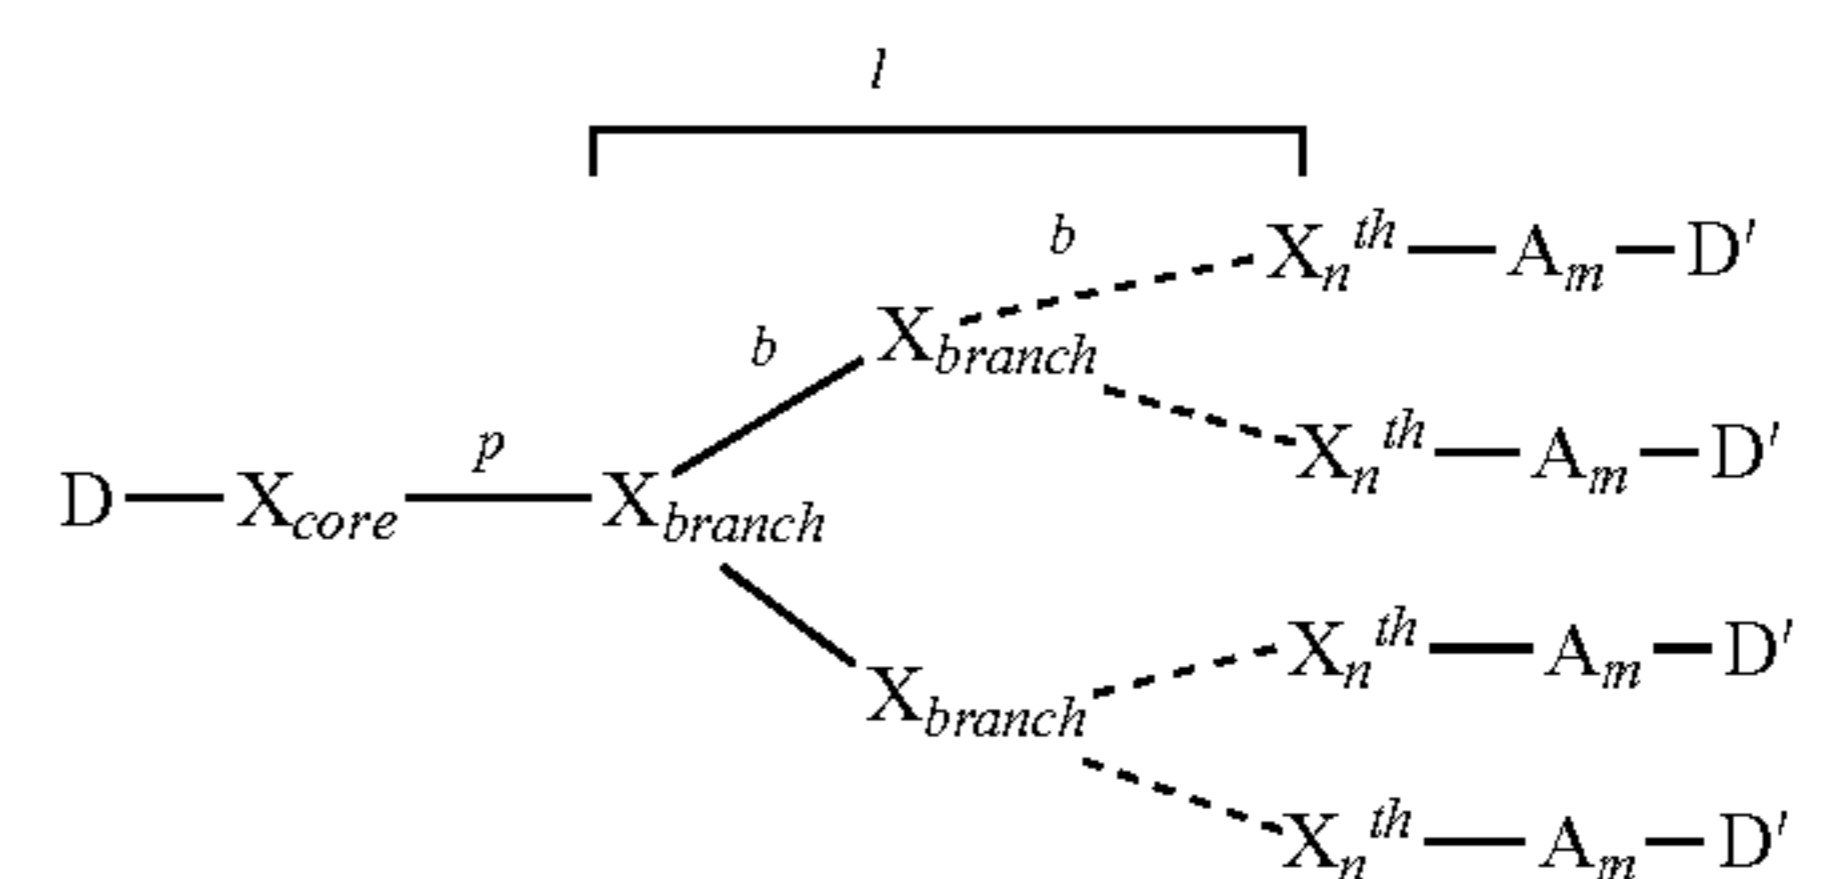 l
b X_n^th — A_m — D'
b X_branch
X_n^th — A_m — D'
D — X_core p X_branch
X_n^th — A_m — D'
X_branch
X_n^th — A_m — D'